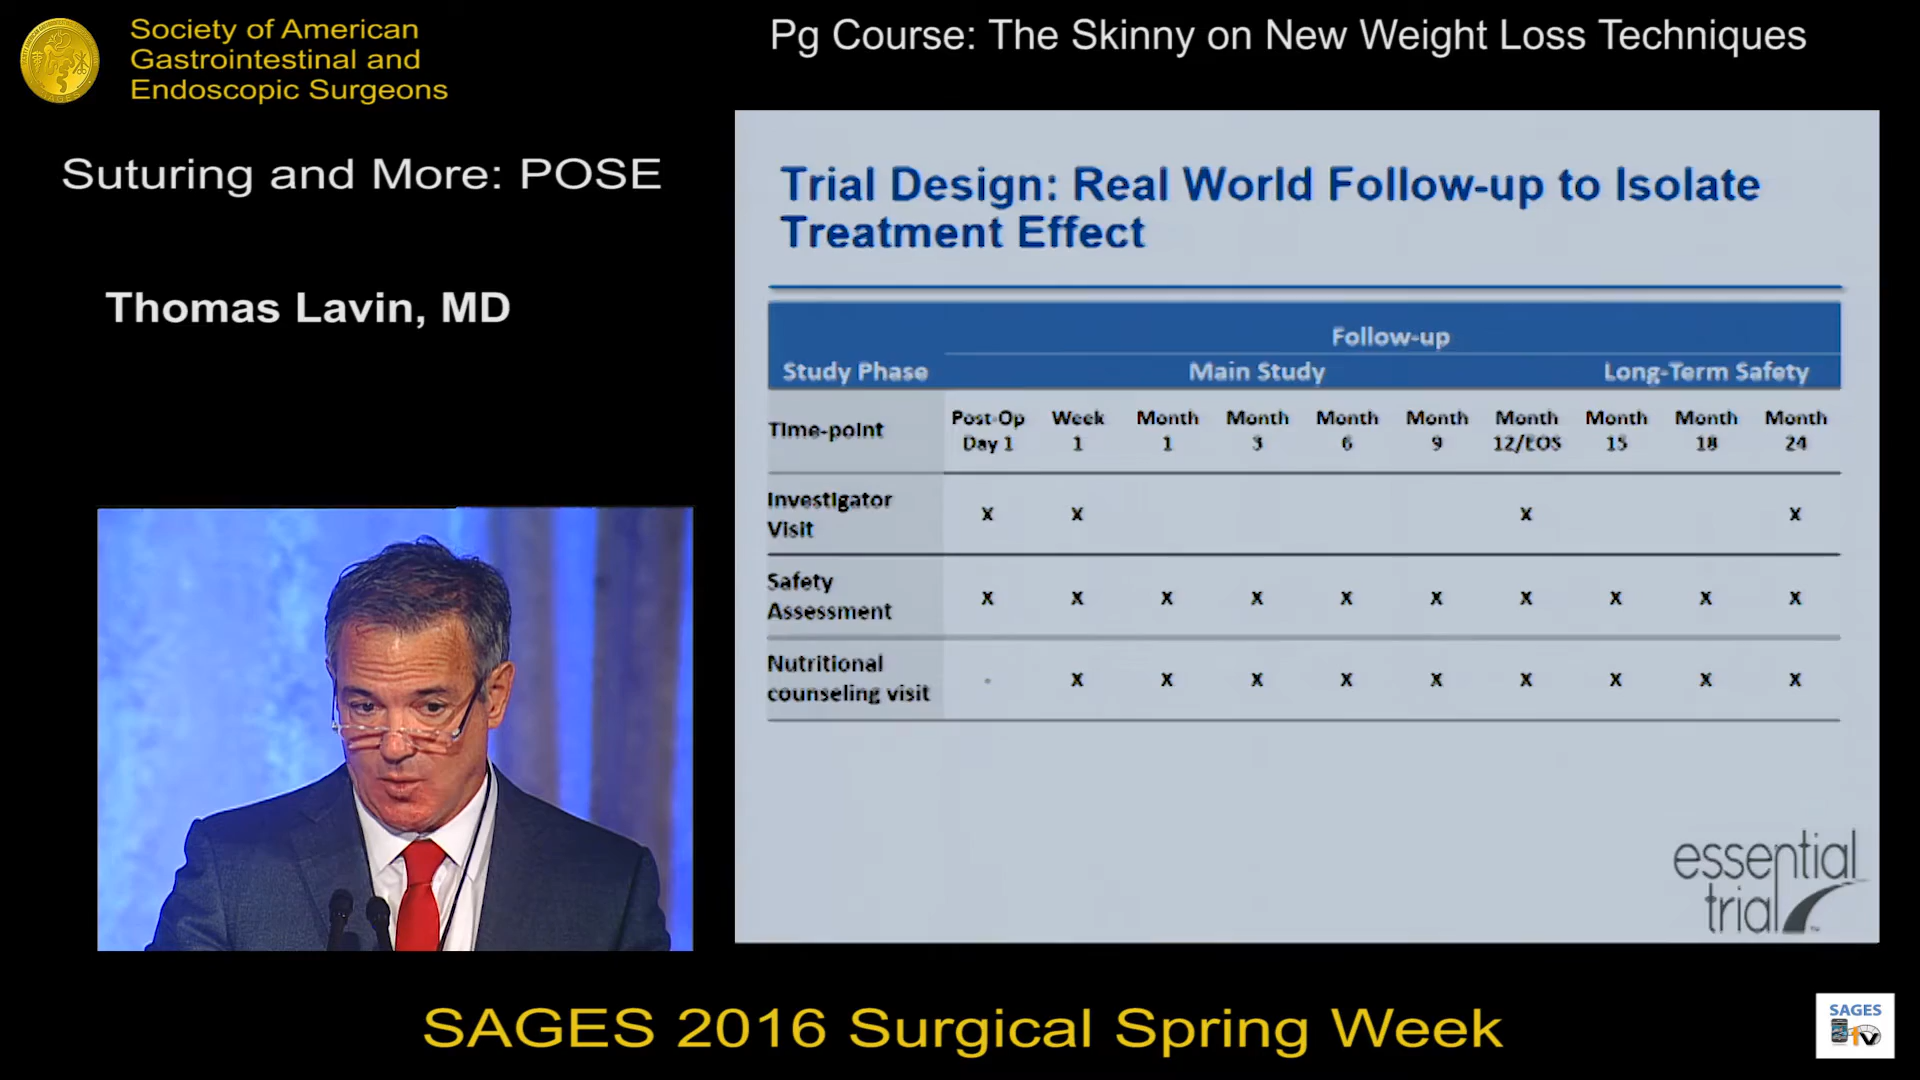 Society of American
Gastrointestinal and
Endoscopic Surgeons
Pg Course: The Skinny on New Weight Loss Techniques
Suturing and More: POSE
Thomas Lavin, MD
Trial Design: Real World Follow-up to Isolate
Treatment Effect
Follow-up
Study Phase Main Study Long-Term Safety
Time-point Post-Op Day 1 Week 1 Month 1 Month 3 Month 6 Month 9 Month 12/EOS Month 15 Month 18 Month 24
Investigator Visit x x x x
Safety Assessment x x x x x x x x x x
Nutritional counseling visit - x x x x x x x x x
essential
trial
SAGES 2016 Surgical Spring Week
SAGES
TV